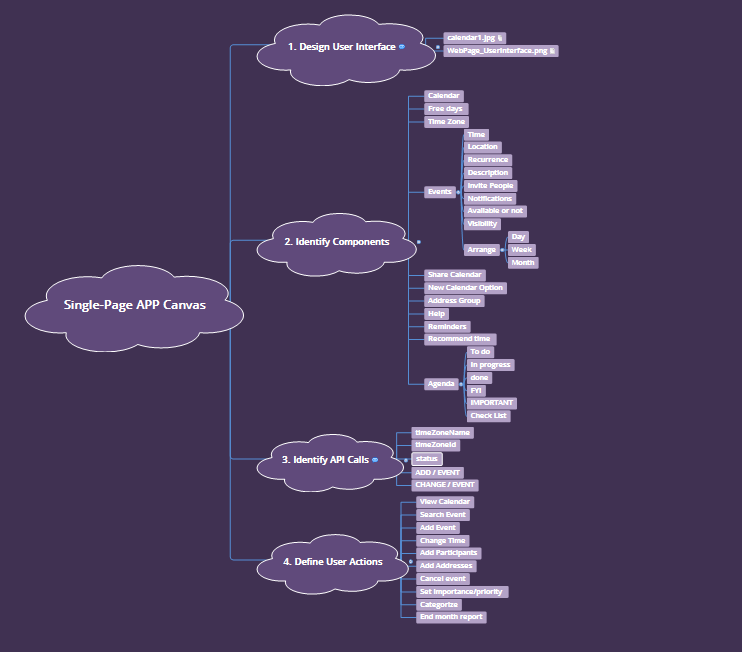 Single-Page APP Canvas
1. Design User Interface
calendar1.jpg
WebPage_UserInterface.png
2. Identify Components
Calendar
Free days
Time Zone
Events
Time
Location
Recurrence
Description
Invite People
Notifications
Available or not
Visibility
Arrange
Day
Week
Month
Share Calendar
New Calendar Option
Address Group
Help
Reminders
Recommend time
Agenda
To do
In progress
done
FYI
IMPORTANT
Check List
3. Identify API Calls
timeZoneName
timeZoneId
status
ADD / EVENT
CHANGE / EVENT
4. Define User Actions
View Calendar
Search Event
Add Event
Change Time
Add Participants
Add Addresses
Cancel event
Set importance/priority
Categorize
End month report